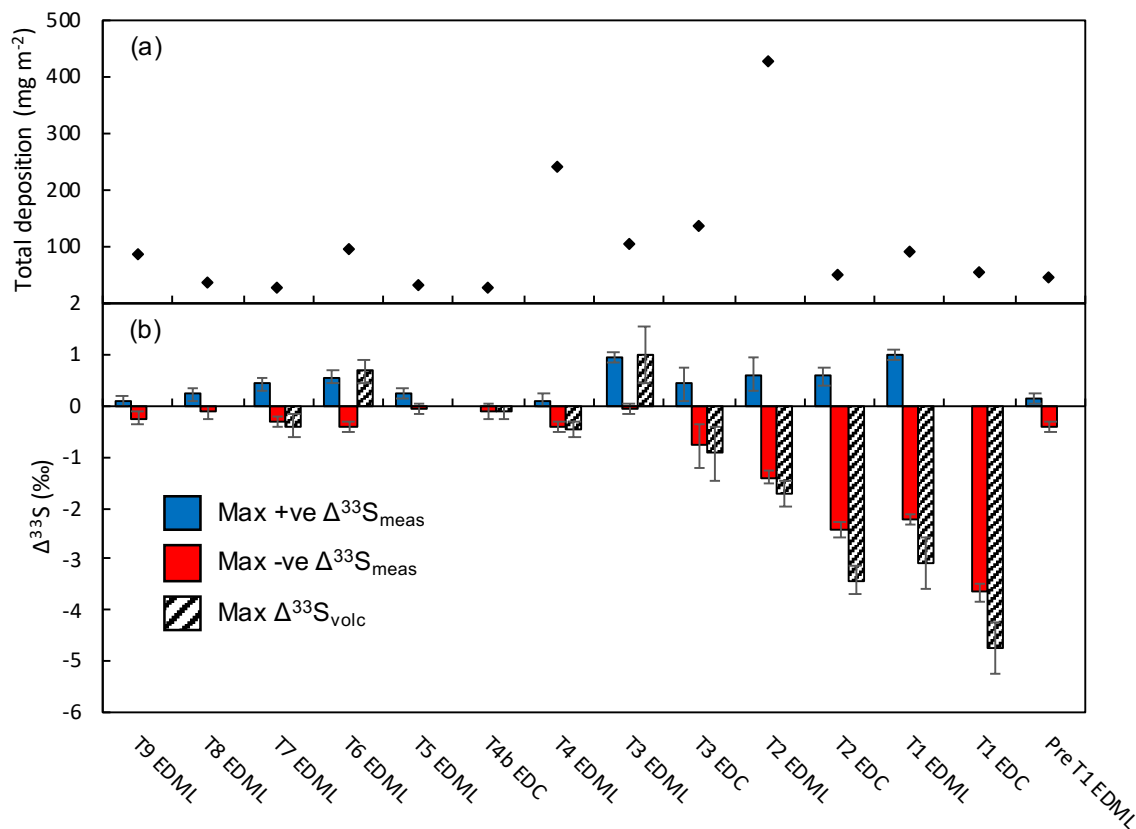 500
(a)
400
300
200
100
2
Total deposition (mg m⁻²)
(b)
1
0
-1
-2
-3
-4
-5
-6
Δ³³S (‰)
Max +ve Δ³³Smeas
Max -ve Δ³³Smeas
Max Δ³³Svolc
T9 EDML
T8 EDML
T7 EDML
T6 EDML
T5 EDML
T4b EDC
T4 EDML
T3 EDML
T3 EDC
T2 EDML
T2 EDC
T1 EDML
T1 EDC
Pre T1 EDML